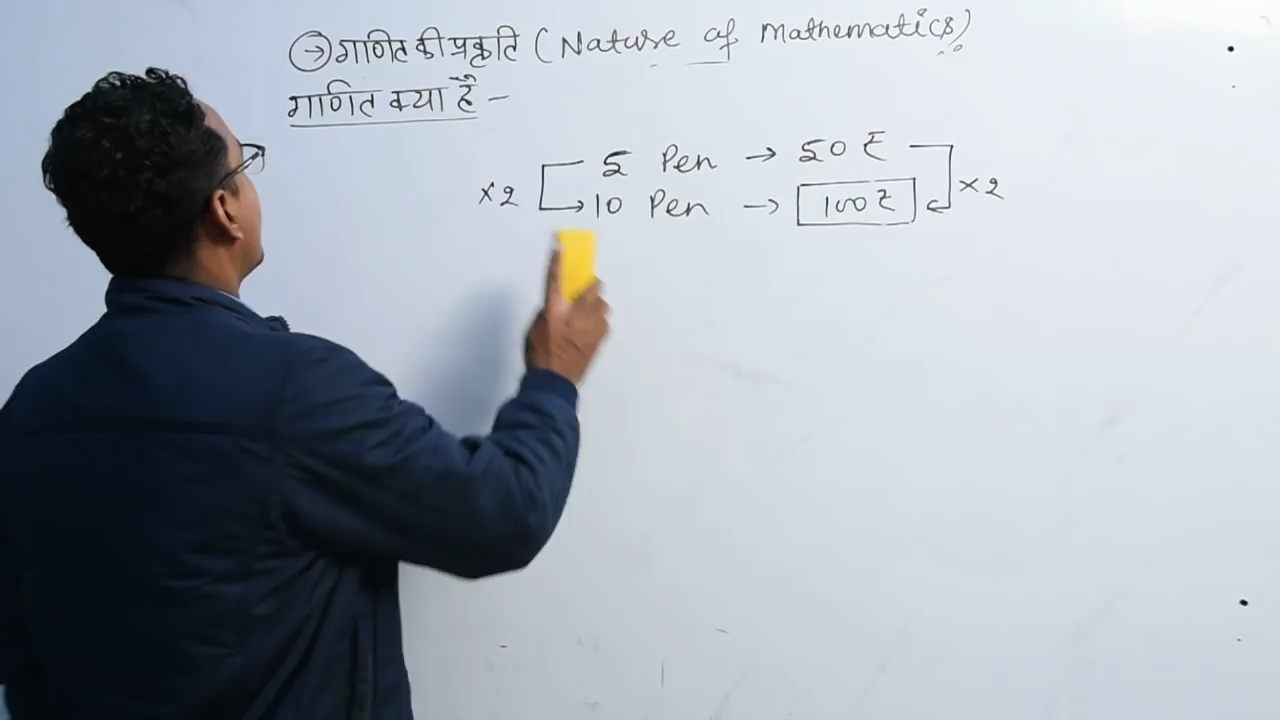 → गणित की प्रकृति (Nature of Mathematics)
गणित क्या है -
×2 5 Pen → 50 ₹ ×2
10 Pen → 100 ₹